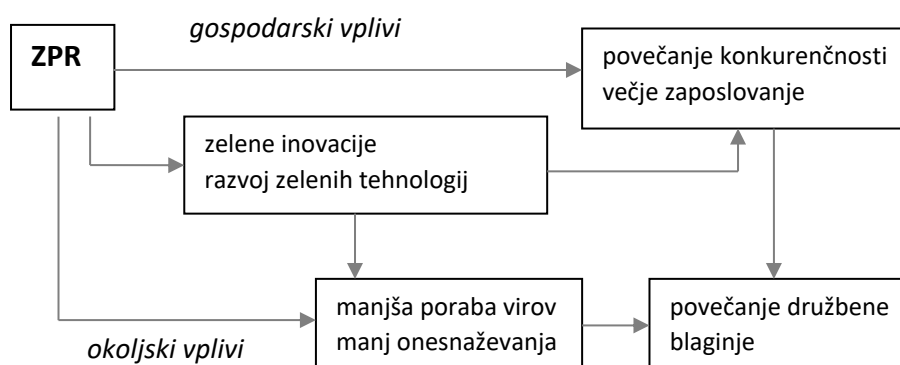 gospodarski vplivi
ZPR
povečanje konkurenčnosti
večje zaposlovanje
zelene inovacije
razvoj zelenih tehnologij
manjša poraba virov
manj onesnaževanja
povečanje družbene
blaginje
okoljski vplivi